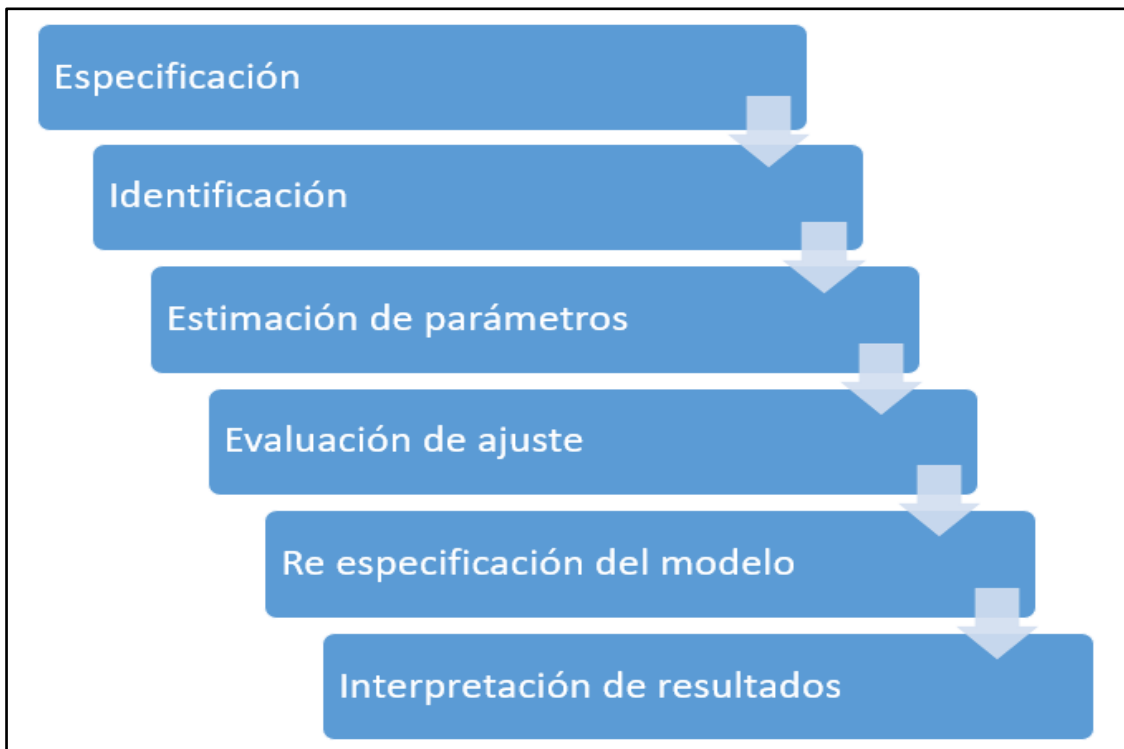 Especificación
Identificación
Estimación de parámetros
Evaluación de ajuste
Re especificación del modelo
Interpretación de resultados